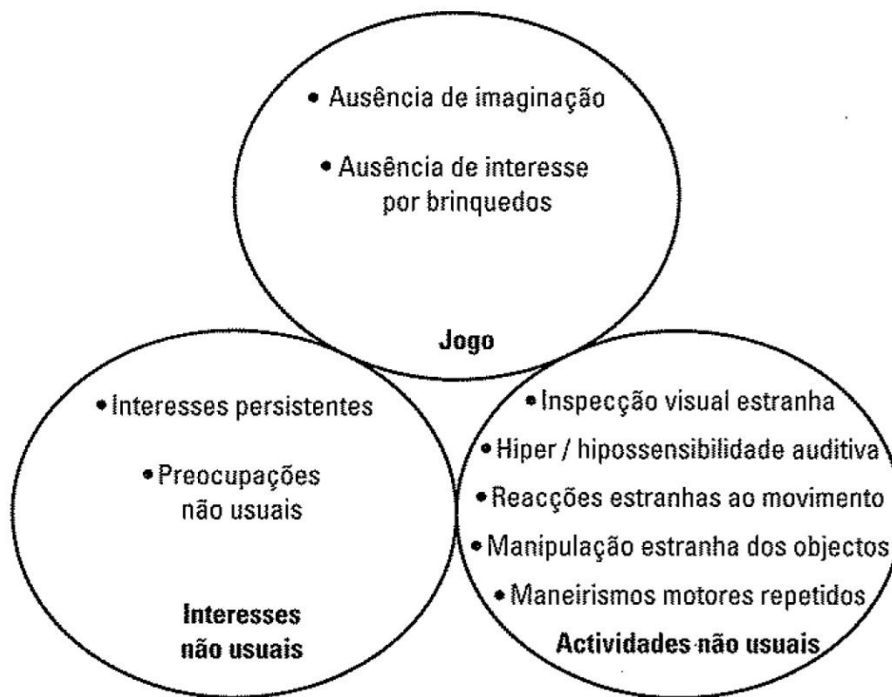 • Ausência de imaginação
• Ausência de interesse
por brinquedos
Jogo
• Interesses persistentes
• Preocupações
não usuais
Interesses
não usuais
• Inspecção visual estranha
• Hiper / hipossensibilidade auditiva
• Reacções estranhas ao movimento
• Manipulação estranha dos objectos
• Maneirismos motores repetidos
Actividades não usuais